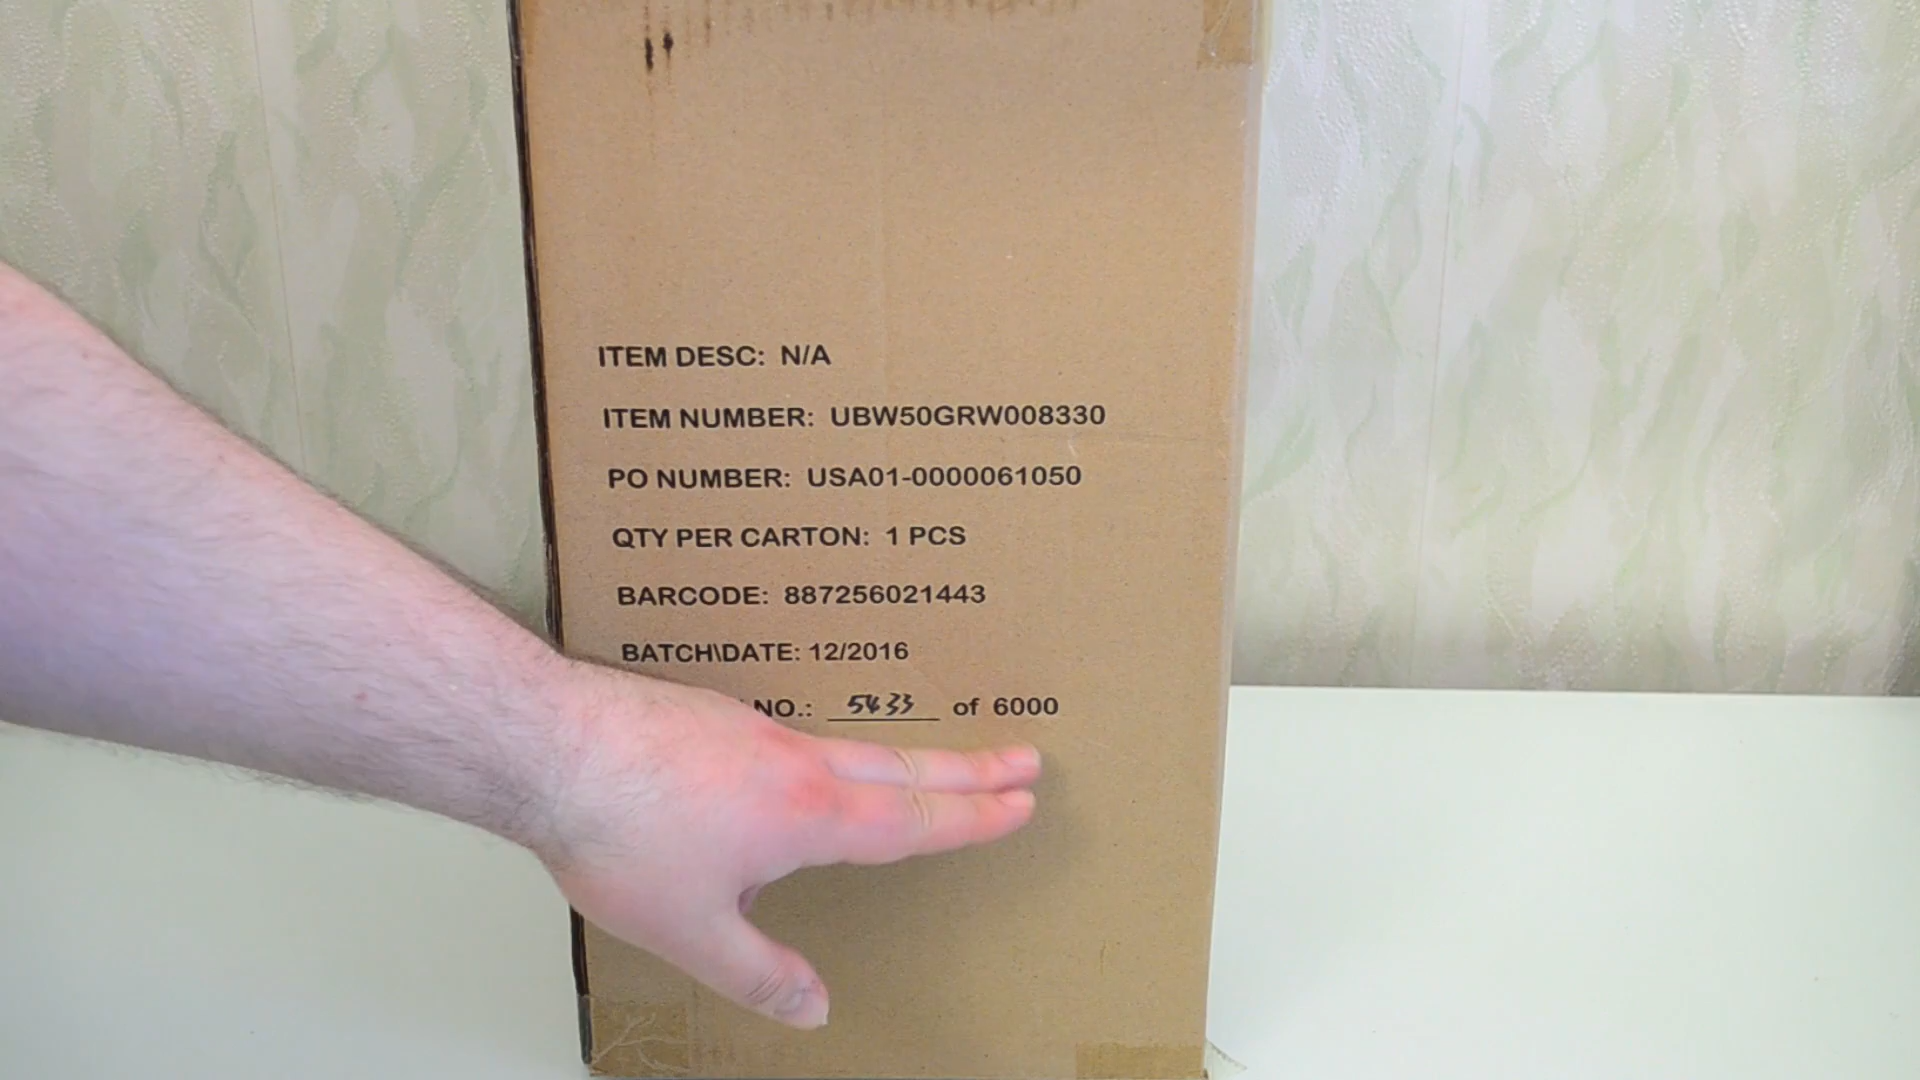 ITEM DESC: N/A
ITEM NUMBER: UBW50GRW008330
PO NUMBER: USA01-0000061050
QTY PER CARTON: 1 PCS
BARCODE: 887256021443
BATCH\DATE: 12/2016
NO.: 5433 of 6000